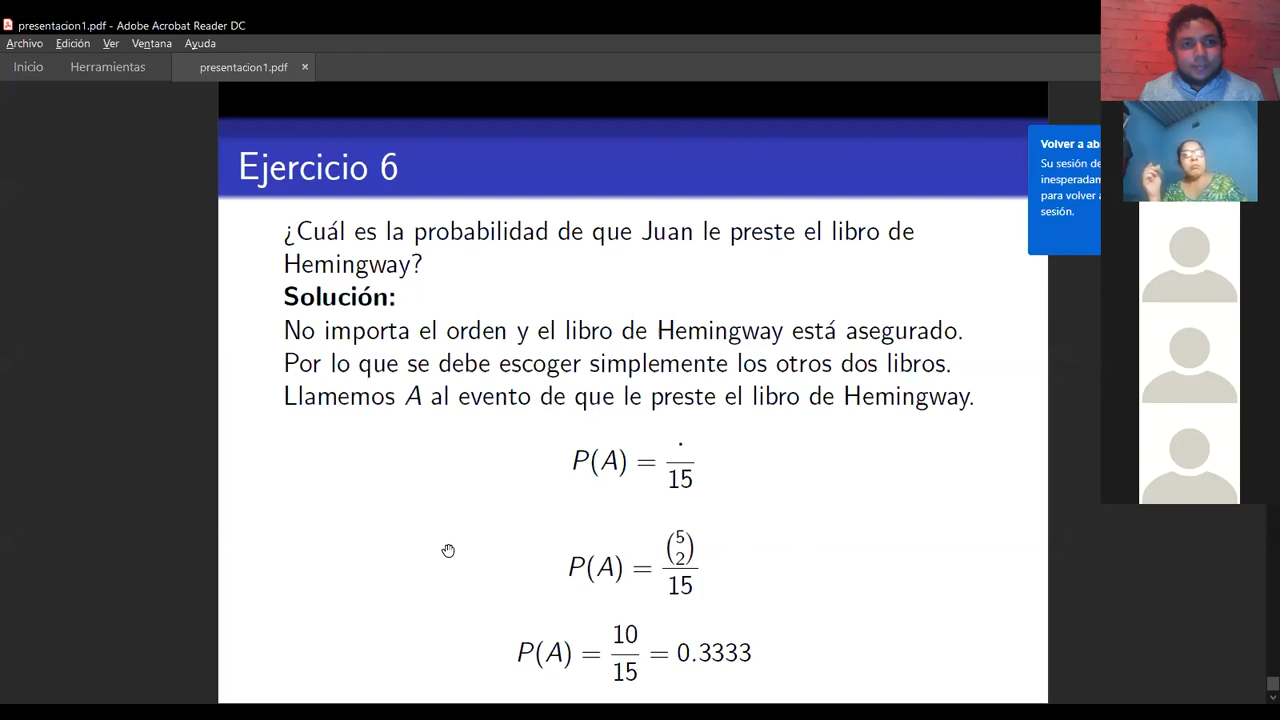 presentacion1.pdf - Adobe Acrobat Reader DC
Archivo Edición Ver Ventana Ayuda
Inicio Herramientas presentacion1.pdf ×
Volver a ab
Su sesión de
inesperadam
para volver a
sesión.
Ejercicio 6
¿Cuál es la probabilidad de que Juan le preste el libro de
Hemingway?
Solución:
No importa el orden y el libro de Hemingway está asegurado.
Por lo que se debe escoger simplemente los otros dos libros.
Llamemos A al evento de que le preste el libro de Hemingway.
P(A) = ·/15
P(A) = (5 2)/15
P(A) = 10/15 = 0.3333